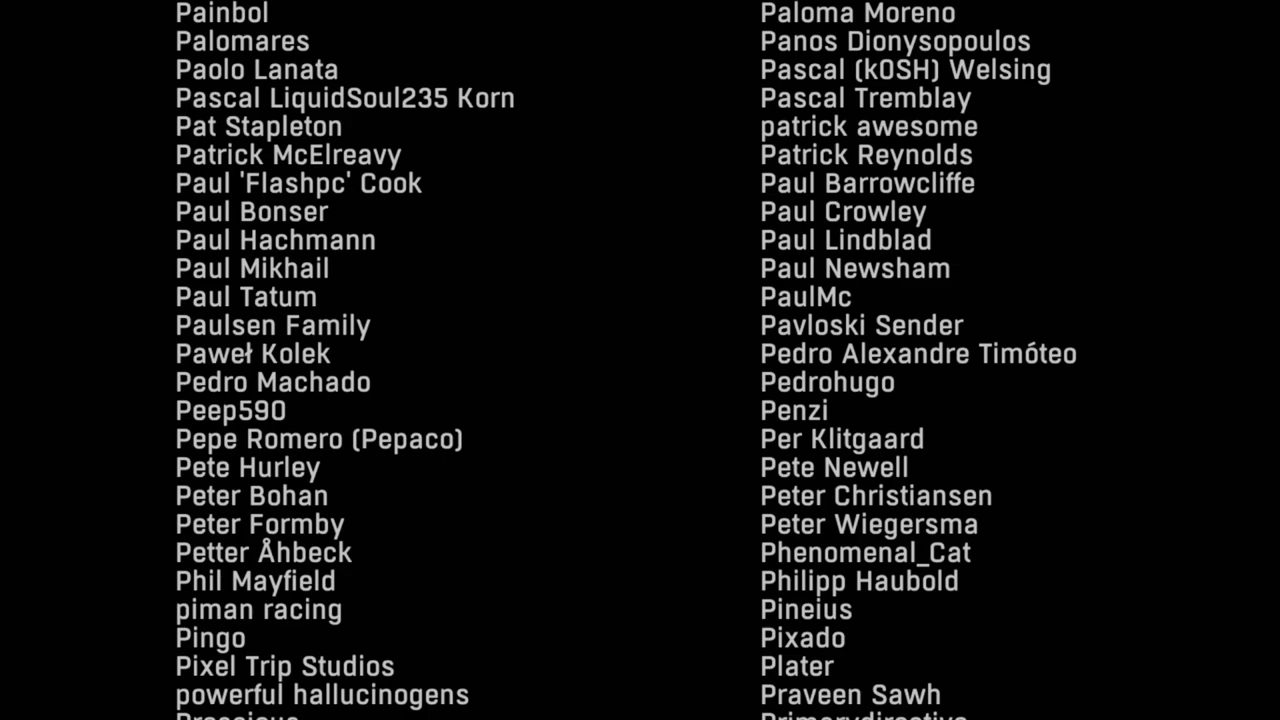 Painbol
Paloma Moreno
Palomares
Panos Dionysopoulos
Paolo Lanata
Pascal (k0SH) Welsing
Pascal LiquidSoul235 Korn
Pascal Tremblay
Pat Stapleton
patrick awesome
Patrick McElreavy
Patrick Reynolds
Paul 'Flashpc' Cook
Paul Barrowcliffe
Paul Bonser
Paul Crowley
Paul Hachmann
Paul Lindblad
Paul Mikhail
Paul Newsham
Paul Tatum
PaulMc
Paulsen Family
Pavloski Sender
Paweł Kolek
Pedro Alexandre Timóteo
Pedro Machado
Pedrohugo
Peep590
Penzi
Pepe Romero (Pepaco)
Per Klitgaard
Pete Hurley
Pete Newell
Peter Bohan
Peter Christiansen
Peter Formby
Peter Wiegersma
Petter Åhbeck
Phenomenal_Cat
Phil Mayfield
Philipp Haubold
piman racing
Pineius
Pingo
Pixado
Pixel Trip Studios
Plater
powerful hallucinogens
Praveen Sawh